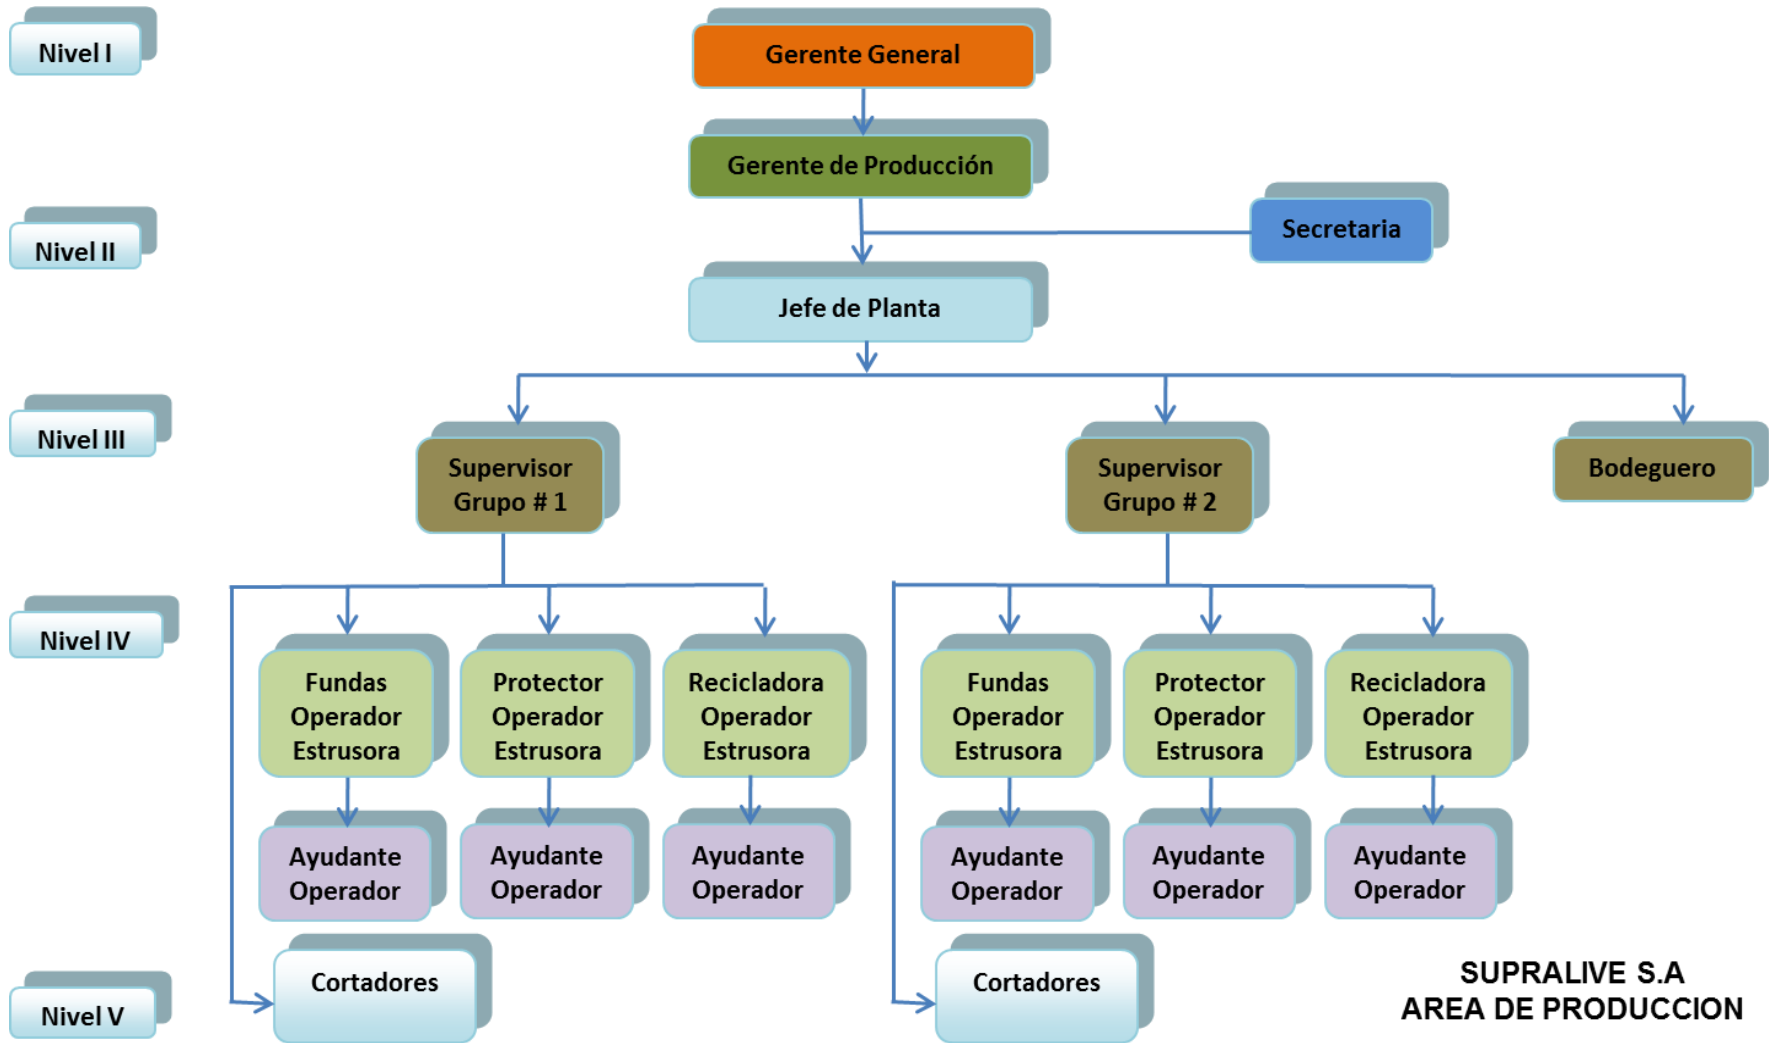 Nivel I
Gerente General
Gerente de Producción
Nivel II
Secretaria
Jefe de Planta
Nivel III
Supervisor
Grupo # 1
Supervisor
Grupo # 2
Bodeguero
Nivel IV
Fundas
Operador
Estrusora
Protector
Operador
Estrusora
Recicladora
Operador
Estrusora
Fundas
Operador
Estrusora
Protector
Operador
Estrusora
Recicladora
Operador
Estrusora
Ayudante
Operador
Ayudante
Operador
Ayudante
Operador
Ayudante
Operador
Ayudante
Operador
Ayudante
Operador
Nivel V
Cortadores
Cortadores
SUPRALIVE S.A
AREA DE PRODUCCION